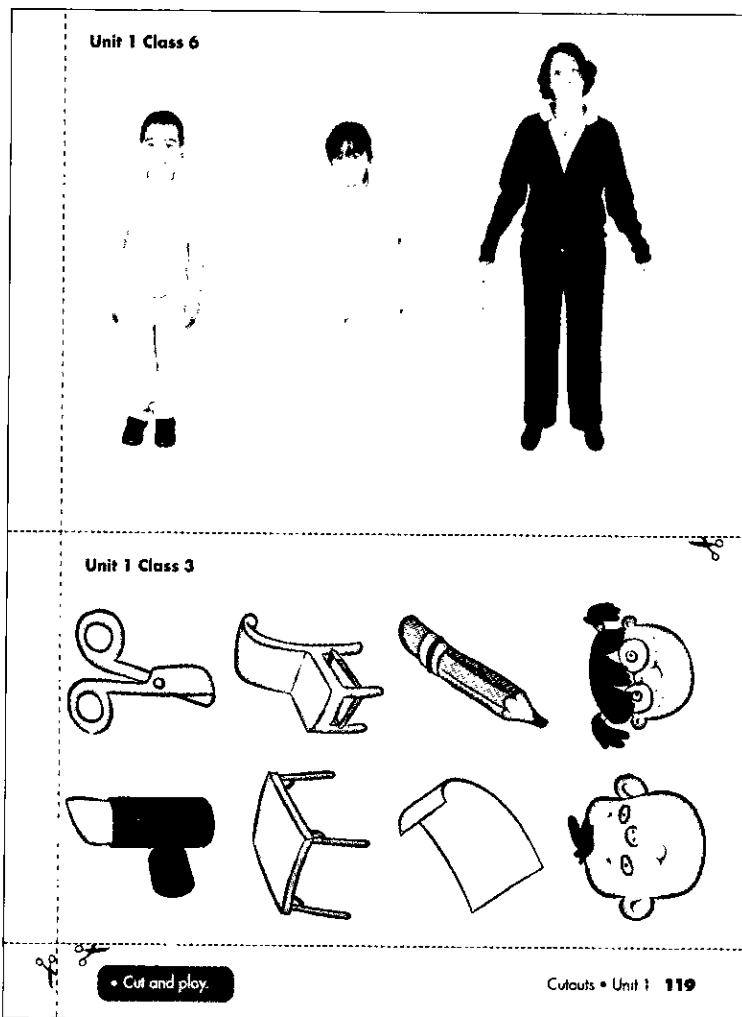 Unit 1 Class 6
Unit 1 Class 3
• Cut and play.
Cutouts • Unit 1 119